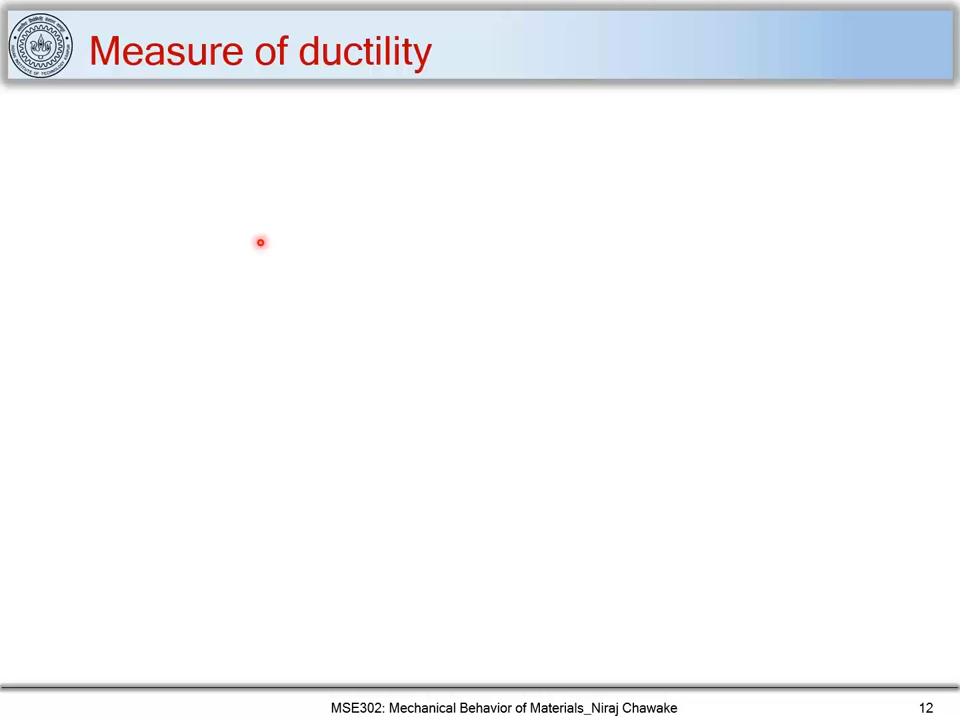 Measure of ductility
MSE302: Mechanical Behavior of Materials_Niraj Chawake
12